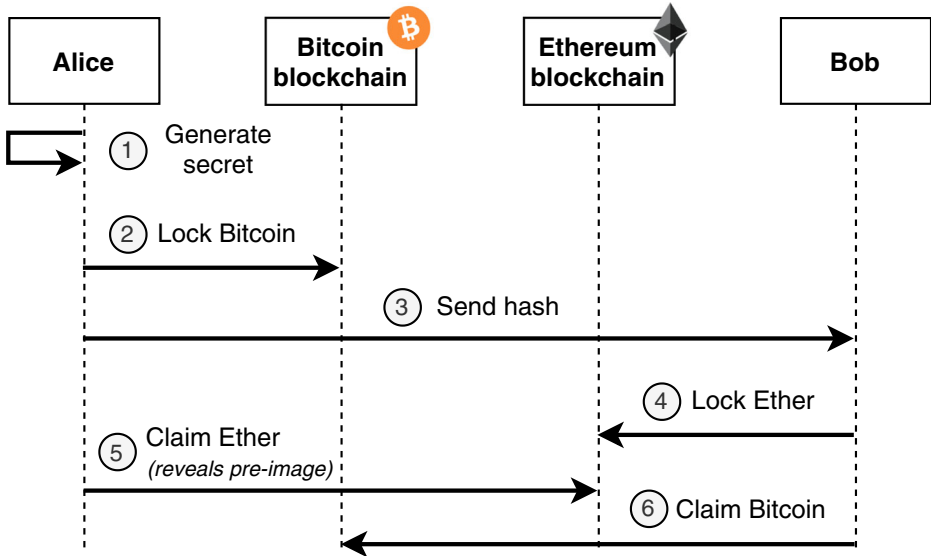 Alice
Bitcoin
blockchain
Ethereum
blockchain
Bob
1 Generate
secret
2 Lock Bitcoin
3 Send hash
4 Lock Ether
5 Claim Ether
(reveals pre-image)
6 Claim Bitcoin